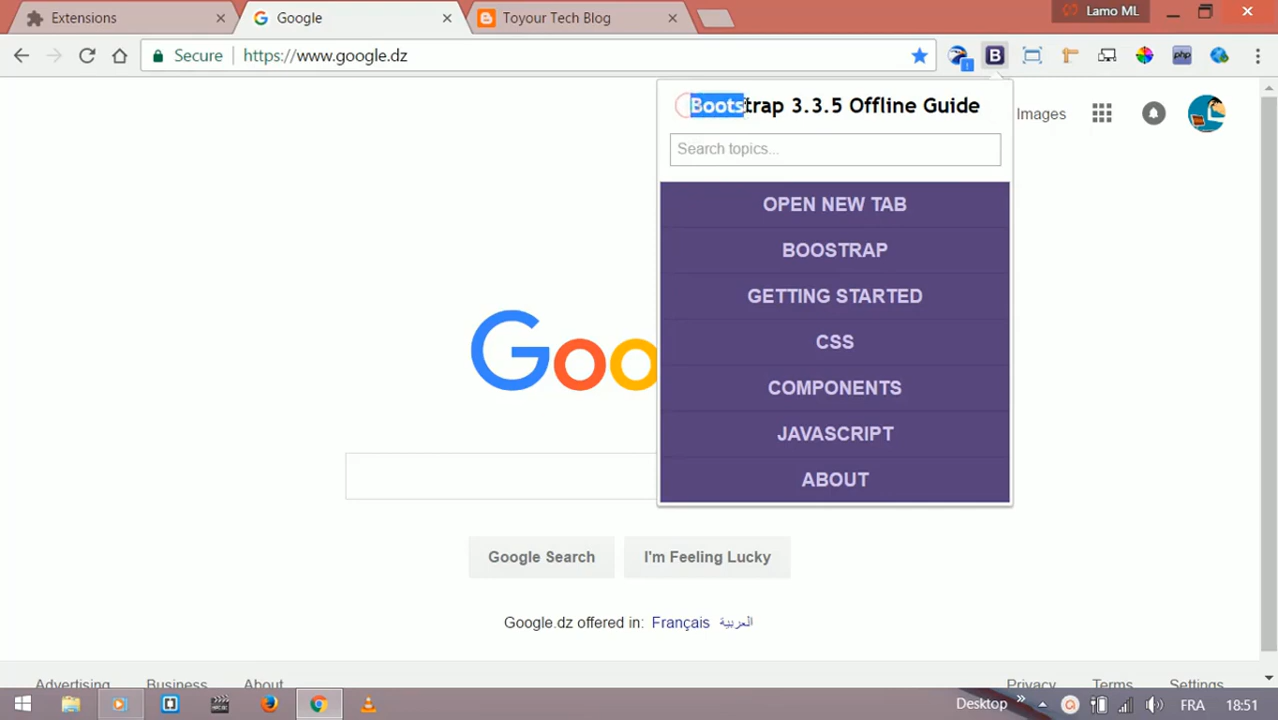 Extensions
Google
Toyour Tech Blog
Lamo ML
Secure https://www.google.dz
B
php
Bootstrap 3.3.5 Offline Guide
Images
Search topics...
OPEN NEW TAB
BOOSTRAP
GETTING STARTED
CSS
COMPONENTS
JAVASCRIPT
ABOUT
Goo
Google Search
I'm Feeling Lucky
Google.dz offered in: Français العربية
Advertising
Business
About
Privacy
Terms
Settings
Desktop
FRA
18:51